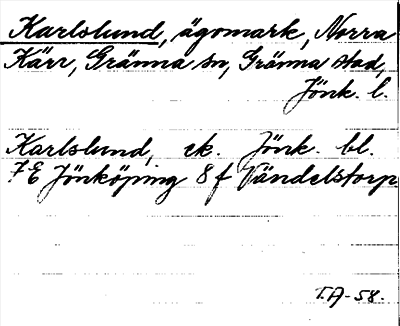 Karlslund, ägomark, Norra
Kärr, Gränna sn, Gränna stad,
Jönk. l.
Karlslund, ek. Jönk. bl.
7E Jönköping 8f Vändelstorp
T.A-58.